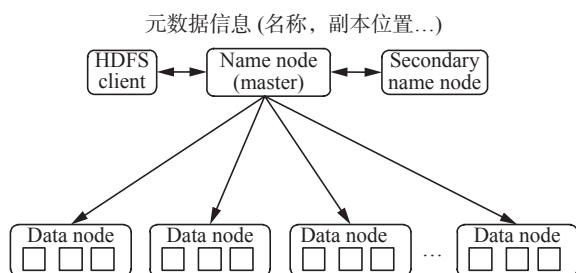 元数据信息 (名称，副本位置…)
HDFS
client
Name node
(master)
Secondary
name node
Data node
Data node
Data node
…
Data node